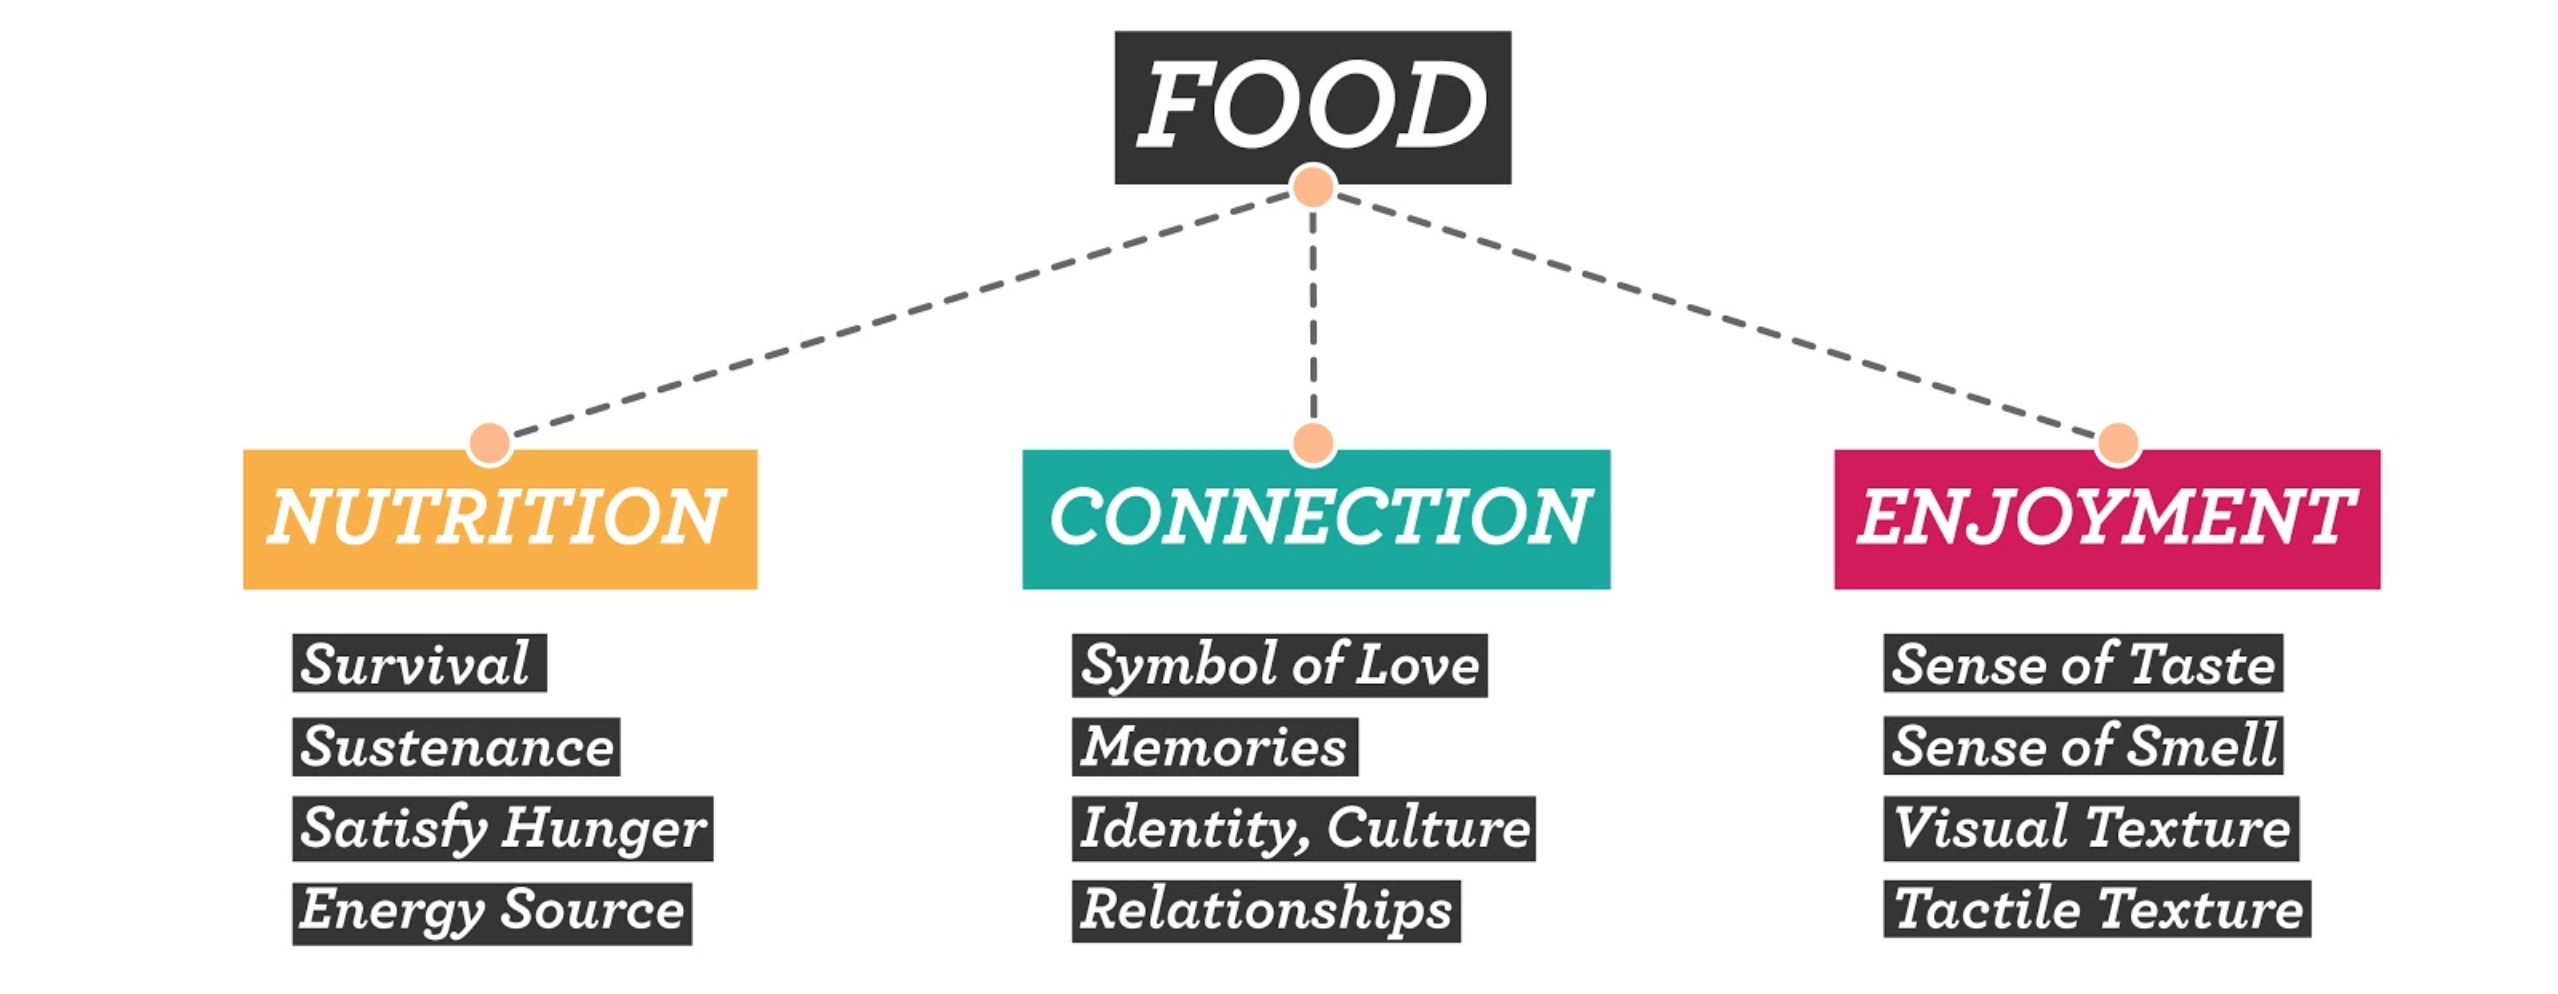 FOOD
NUTRITION
Survival
Sustenance
Satisfy Hunger
Energy Source
CONNECTION
Symbol of Love
Memories
Identity, Culture
Relationships
ENJOYMENT
Sense of Taste
Sense of Smell
Visual Texture
Tactile Texture